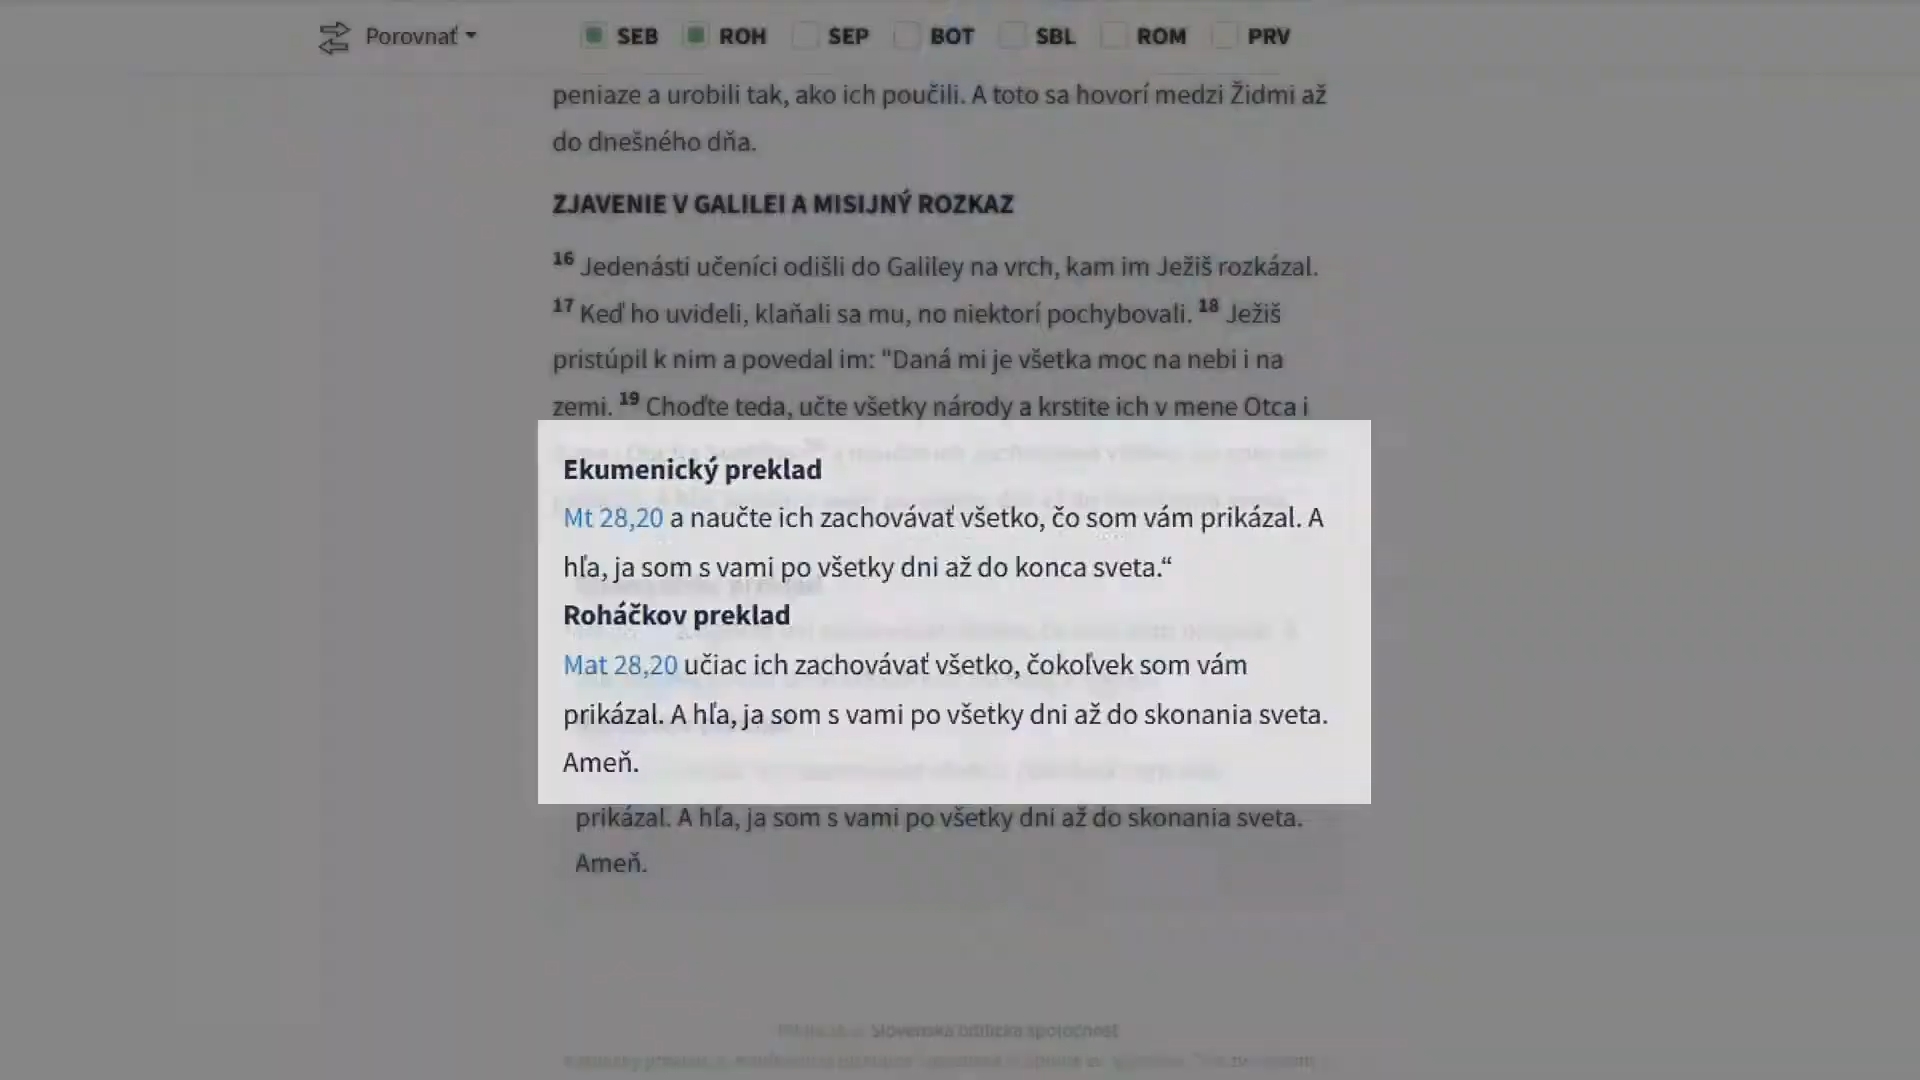 Porovnať
SEB ROH SEP BOT SBL ROM PRV
peniaze a urobili tak, ako ich poučili. A toto sa hovorí medzi Židmi až
do dnešného dňa.
ZJAVENIE V GALILEI A MISIJNÝ ROZKAZ
16 Jedenásti učeníci odišli do Galiley na vrch, kam im Ježiš rozkázal.
17 Keď ho uvideli, klaňali sa mu, no niektorí pochybovali. 18 Ježiš
pristúpil k nim a povedal im: "Daná mi je všetka moc na nebi i na
zemi. 19 Choďte teda, učte všetky národy a krstite ich v mene Otca i
Ekumenický preklad
Mt 28,20 a naučte ich zachovávať všetko, čo som vám prikázal. A
hľa, ja som s vami po všetky dni až do konca sveta.“
Roháčkov preklad
Mat 28,20 učiac ich zachovávať všetko, čokoľvek som vám
prikázal. A hľa, ja som s vami po všetky dni až do skonania sveta.
Ameň.
prikázal. A hľa, ja som s vami po všetky dni až do skonania sveta.
Ameň.
Slovenská biblická spoločnosť